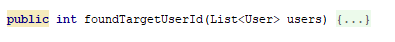 public int foundTargetUserId(List<User> users) {...}